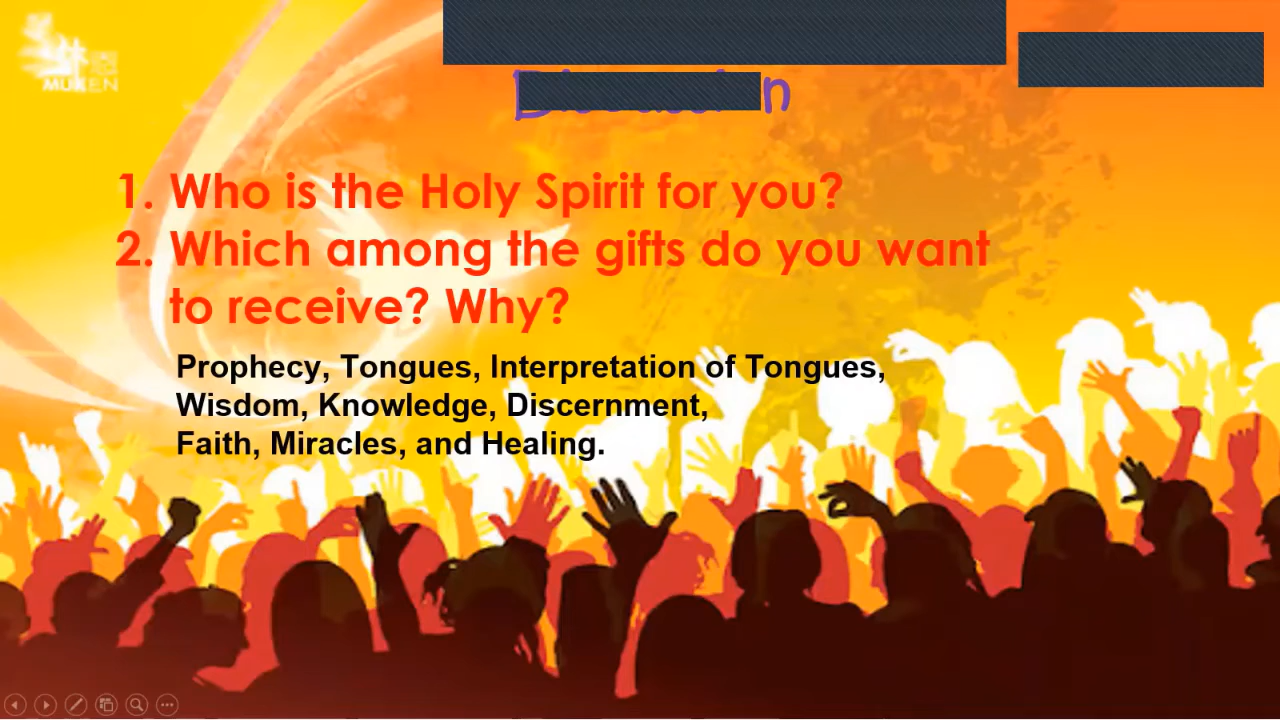 1. Who is the Holy Spirit for you?
2. Which among the gifts do you want
to receive? Why?
Prophecy, Tongues, Interpretation of Tongues,
Wisdom, Knowledge, Discernment,
Faith, Miracles, and Healing.